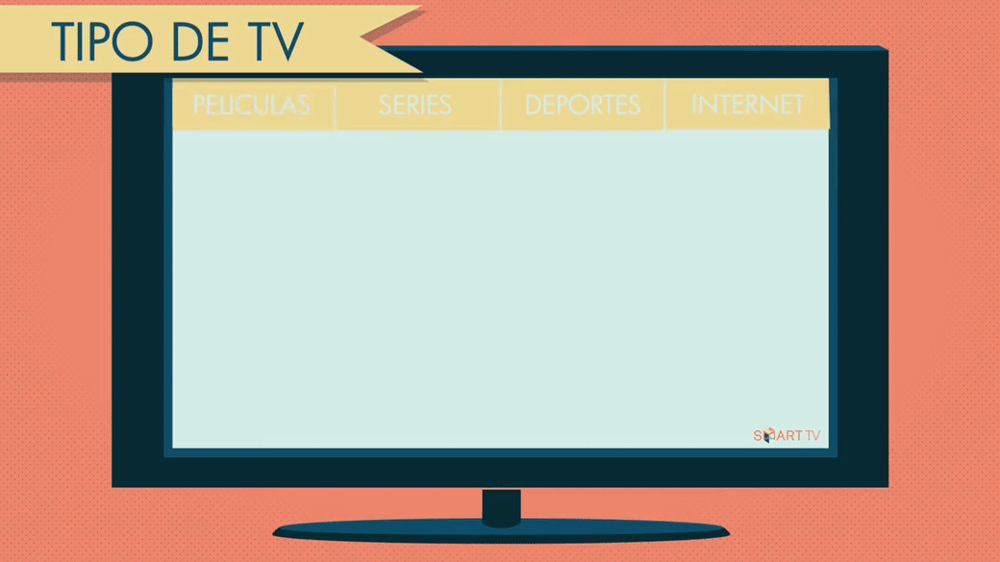 TIPO DE TV
PELICULAS SERIES DEPORTES INTERNET
SMART TV